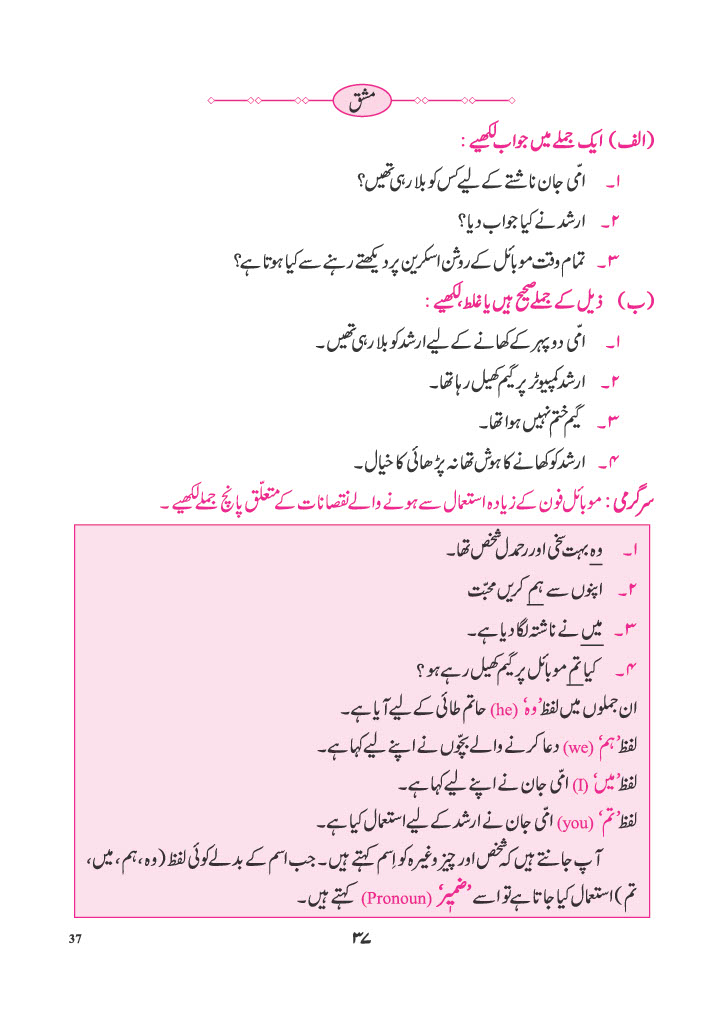 مشق
(الف) ایک جملے میں جواب لکھیے :
۱۔ امّی جان ناشتے کے لیے کس کو بلا رہی تھیں؟
۲۔ ارشد نے کیا جواب دیا؟
۳۔ تمام وقت موبائل کے روشن اسکرین پر دیکھتے رہنے سے کیا ہوتا ہے؟
(ب) ذیل کے جملے صحیح ہیں یا غلط، لکھیے :
۱۔ امّی دوپہر کے کھانے کے لیے ارشد کو بلا رہی تھیں۔
۲۔ ارشد کمپیوٹر پر گیم کھیل رہا تھا۔
۳۔ گیم ختم نہیں ہوا تھا۔
۴۔ ارشد کو کھانے کا ہوش تھا نہ پڑھائی کا خیال۔
سرگرمی : موبائل فون کے زیادہ استعمال سے ہونے والے نقصانات کے متعلّق پانچ جملے لکھیے ۔
۱۔ وہ بہت سخی اور رحمدل شخص تھا۔
۲۔ اپنوں سے ہم کریں محبّت
۳۔ میں نے ناشتہ لگا دیا ہے۔
۴۔ کیا تم موبائل پر گیم کھیل رہے ہو ؟
ان جملوں میں لفظ ’وہ‘ (he) حاتم طائی کے لیے آیا ہے۔
لفظ ’ہم‘ (we) دعا کرنے والے بچّوں نے اپنے لیے کہا ہے۔
لفظ ’میں‘ (I) امّی جان نے اپنے لیے کہا ہے۔
لفظ ’تم‘ (you) امّی جان نے ارشد کے لیے استعمال کیا ہے۔
آپ جانتے ہیں کہ شخص اور چیز وغیرہ کو اِسم کہتے ہیں۔ جب اسم کے بدلے کوئی لفظ (وہ، ہم، میں،
تم) استعمال کیا جاتا ہے تو اسے ’ضمیر‘ (Pronoun) کہتے ہیں۔
37 ۳۷